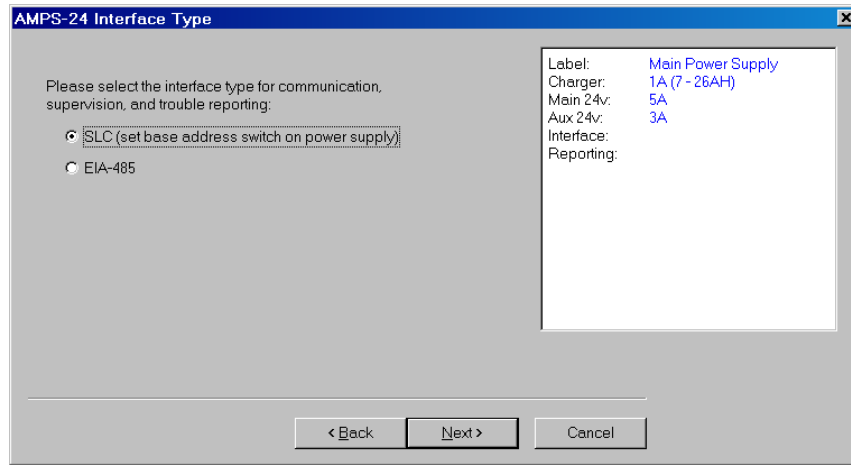 AMPS-24 Interface Type
Please select the interface type for communication,
supervision, and trouble reporting:
SLC (set base address switch on power supply)
EIA-485
Label: Main Power Supply
Charger: 1A (7 - 26AH)
Main 24v: 5A
Aux 24v: 3A
Interface:
Reporting:
< Back
Next >
Cancel